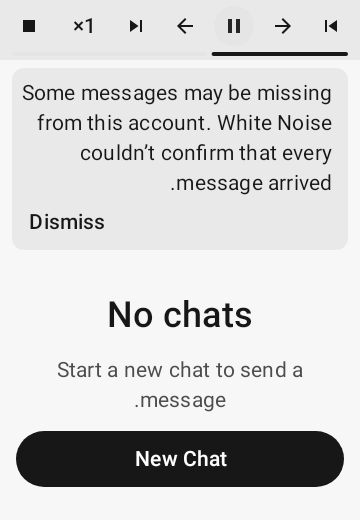 ×1
Some messages may be missing
from this account. White Noise
couldn’t confirm that every
.message arrived
Dismiss
No chats
Start a new chat to send a
.message
New Chat